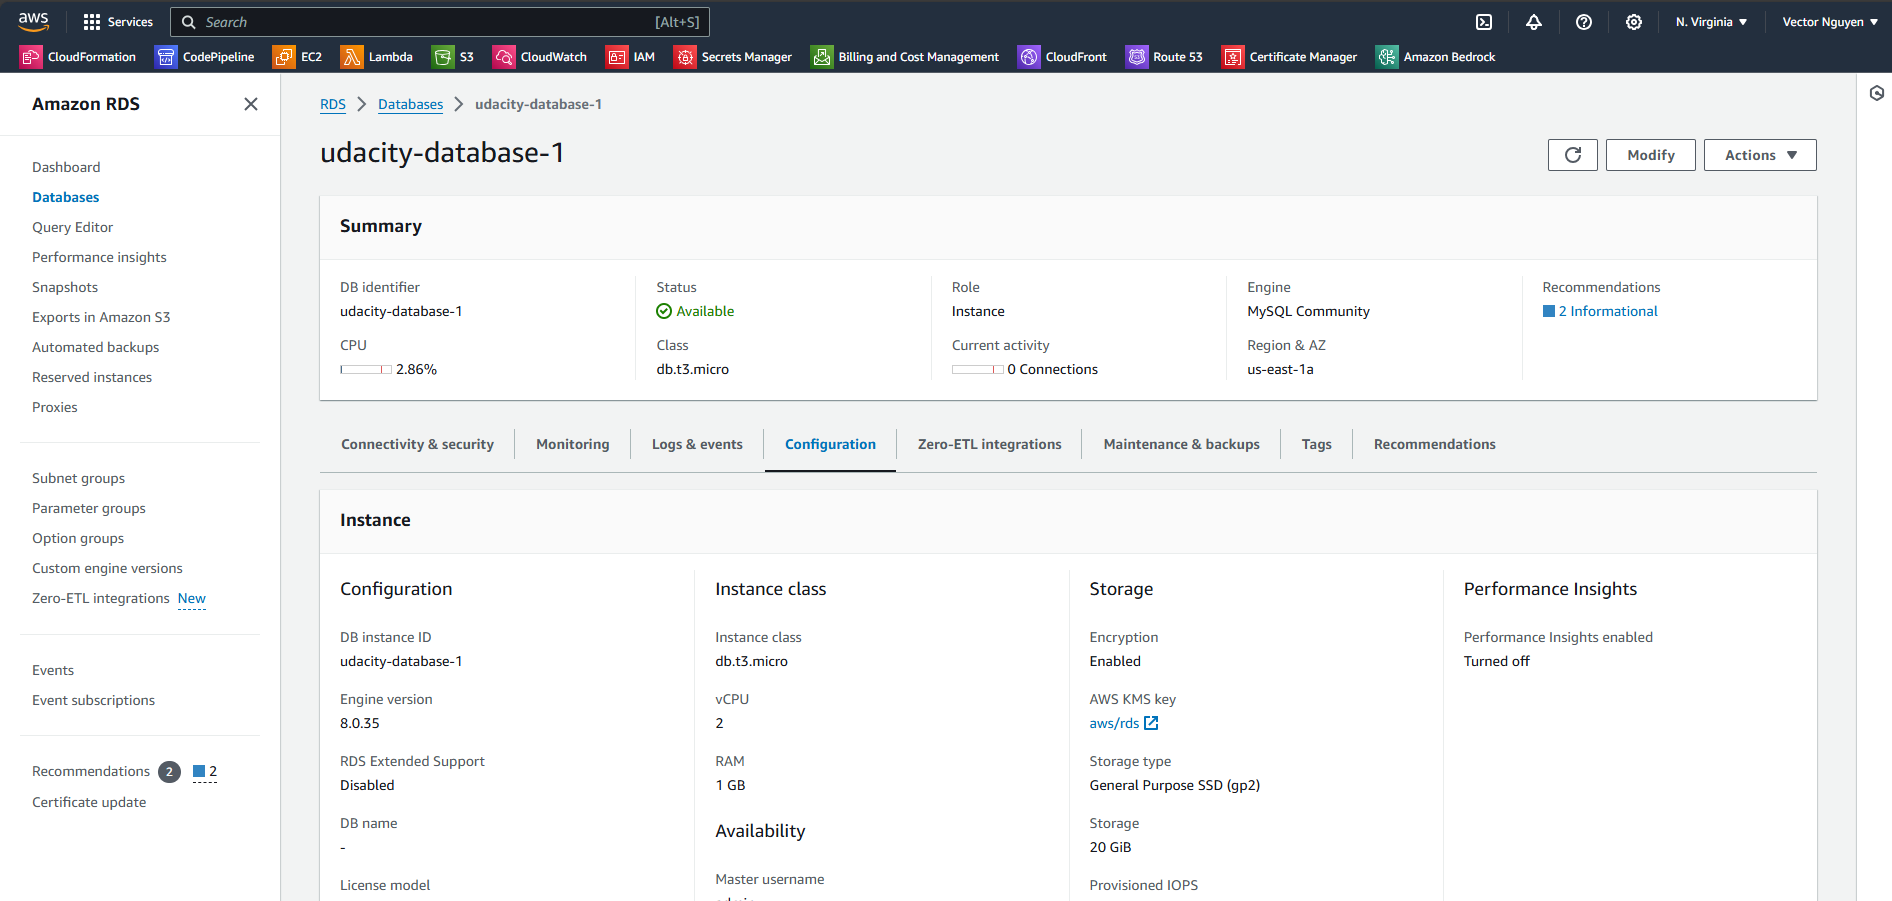 aws
Services
Search
[Alt+S]
N. Virginia
Vector Nguyen
CloudFormation
CodePipeline
EC2
Lambda
S3
CloudWatch
IAM
Secrets Manager
Billing and Cost Management
CloudFront
Route 53
Certificate Manager
Amazon Bedrock
Amazon RDS
Dashboard
Databases
Query Editor
Performance insights
Snapshots
Exports in Amazon S3
Automated backups
Reserved instances
Proxies
Subnet groups
Parameter groups
Option groups
Custom engine versions
Zero-ETL integrations New
Events
Event subscriptions
Recommendations 2 2
Certificate update
RDS > Databases > udacity-database-1
udacity-database-1
Modify
Actions
Summary
DB identifier
udacity-database-1
CPU
2.86%
Status
Available
Class
db.t3.micro
Role
Instance
Current activity
0 Connections
Engine
MySQL Community
Region & AZ
us-east-1a
Recommendations
2 Informational
Connectivity & security
Monitoring
Logs & events
Configuration
Zero-ETL integrations
Maintenance & backups
Tags
Recommendations
Instance
Configuration
DB instance ID
udacity-database-1
Engine version
8.0.35
RDS Extended Support
Disabled
DB name
-
License model
Instance class
Instance class
db.t3.micro
vCPU
2
RAM
1 GB
Availability
Master username
Storage
Encryption
Enabled
AWS KMS key
aws/rds
Storage type
General Purpose SSD (gp2)
Storage
20 GiB
Provisioned IOPS
Performance Insights
Performance Insights enabled
Turned off